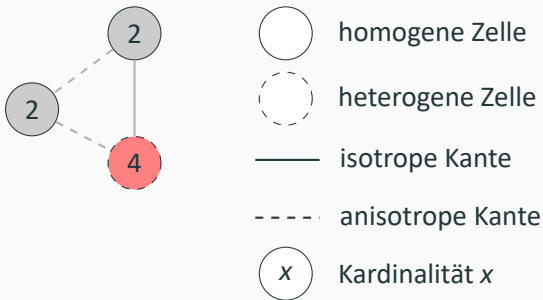 2
2
4
homogene Zelle
heterogene Zelle
isotrope Kante
anisotrope Kante
x Kardinalität x